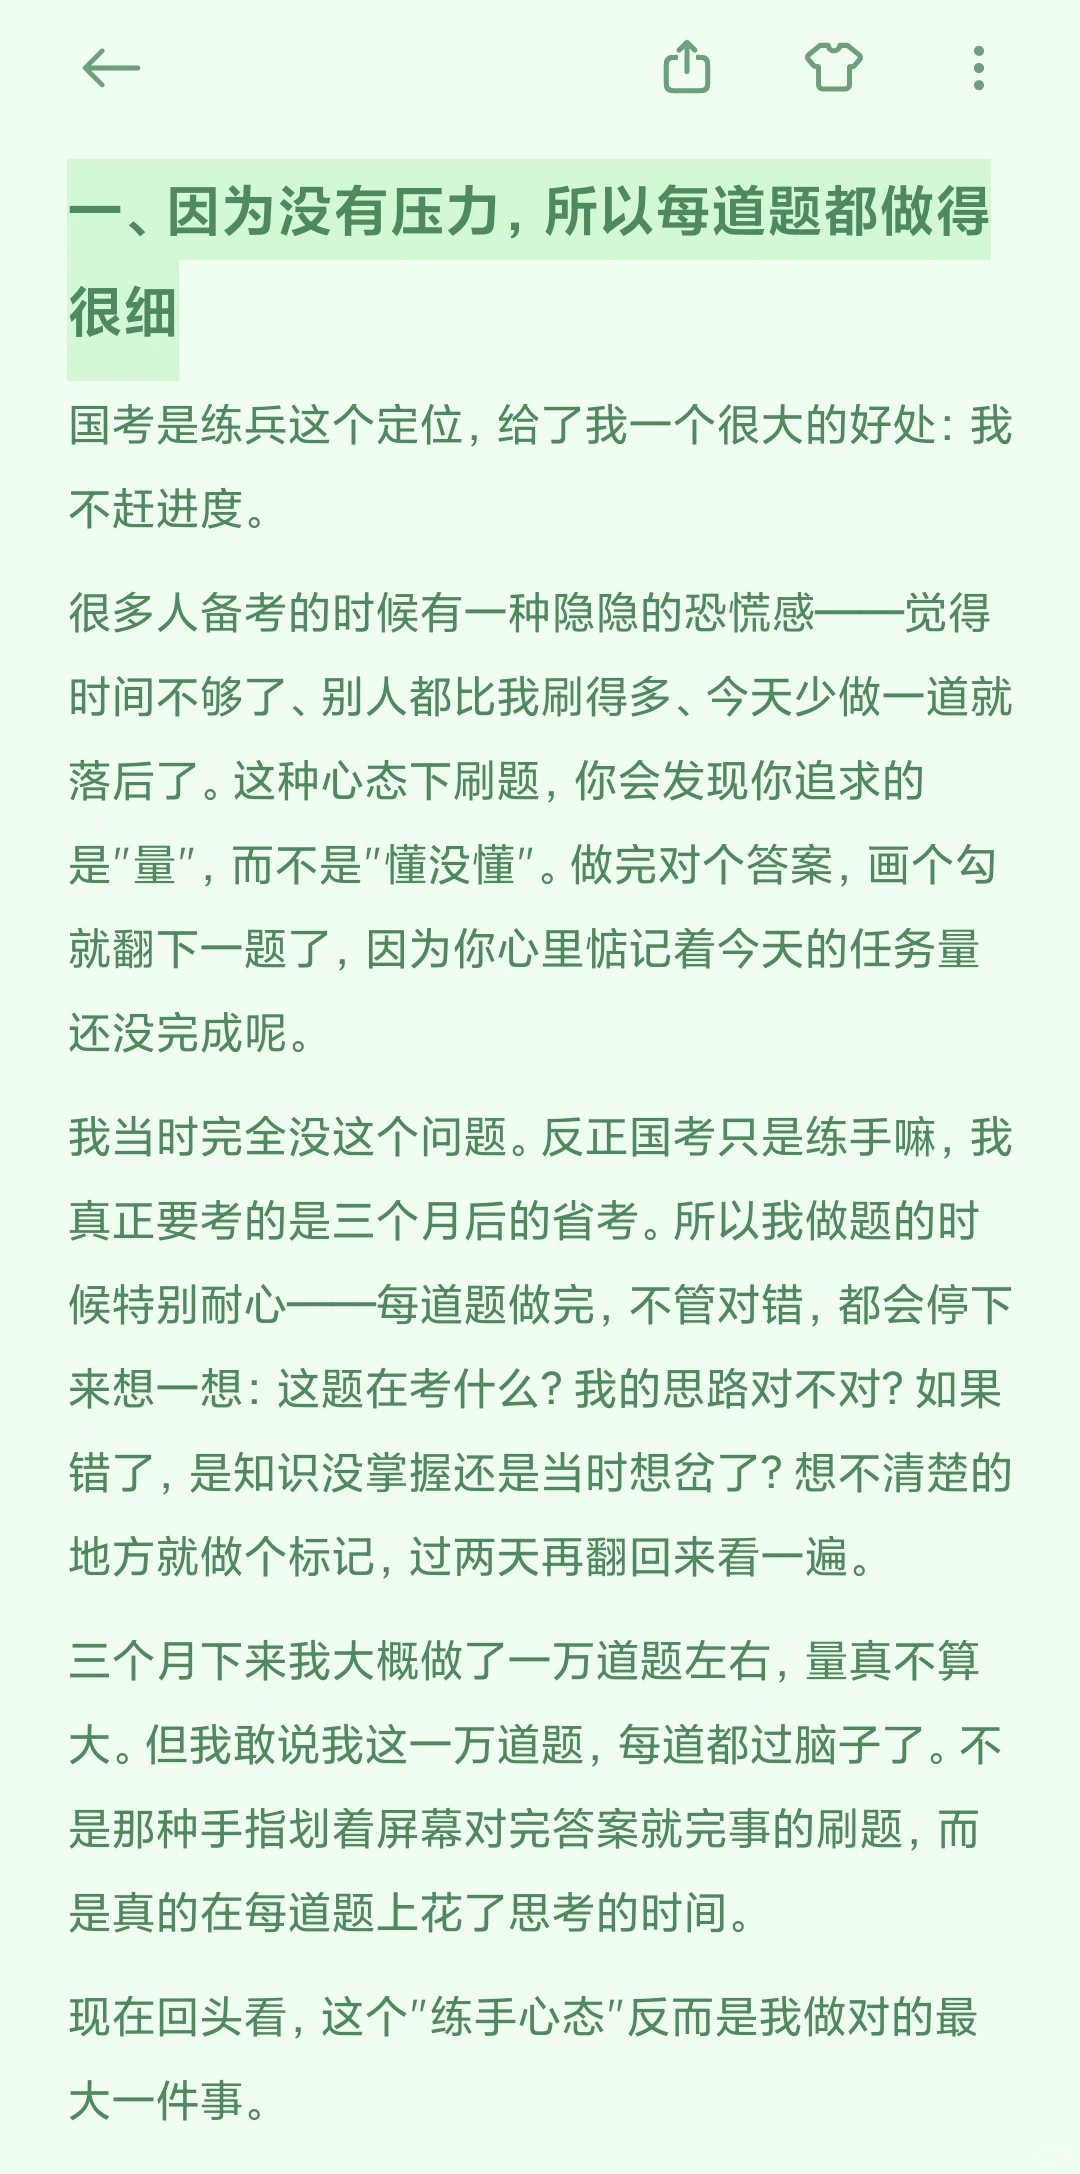 一、因为没有压力，所以每道题都做得
很细
国考是练兵这个定位，给了我一个很大的好处：我
不赶进度。
很多人备考的时候有一种隐隐的恐慌感——觉得
时间不够了、别人都比我刷得多、今天少做一道就
落后了。这种心态下刷题，你会发现你追求的
是"量"，而不是"懂没懂"。做完对个答案，画个勾
就翻下一题了，因为你心里惦记着今天的任务量
还没完成呢。
我当时完全没这个问题。反正国考只是练手嘛，我
真正要考的是三个月后的省考。所以我做题的时
候特别耐心——每道题做完，不管对错，都会停下
来想一想：这题在考什么？我的思路对不对？如果
错了，是知识没掌握还是当时想岔了？想不清楚的
地方就做个标记，过两天再翻回来看一遍。
三个月下来我大概做了一万道题左右，量真不算
大。但我敢说我这一万道题，每道都过脑子了。不
是那种手指划着屏幕对完答案就完事的刷题，而
是真的在每道题上花了思考的时间。
现在回头看，这个"练手心态"反而是我做对的最
大一件事。